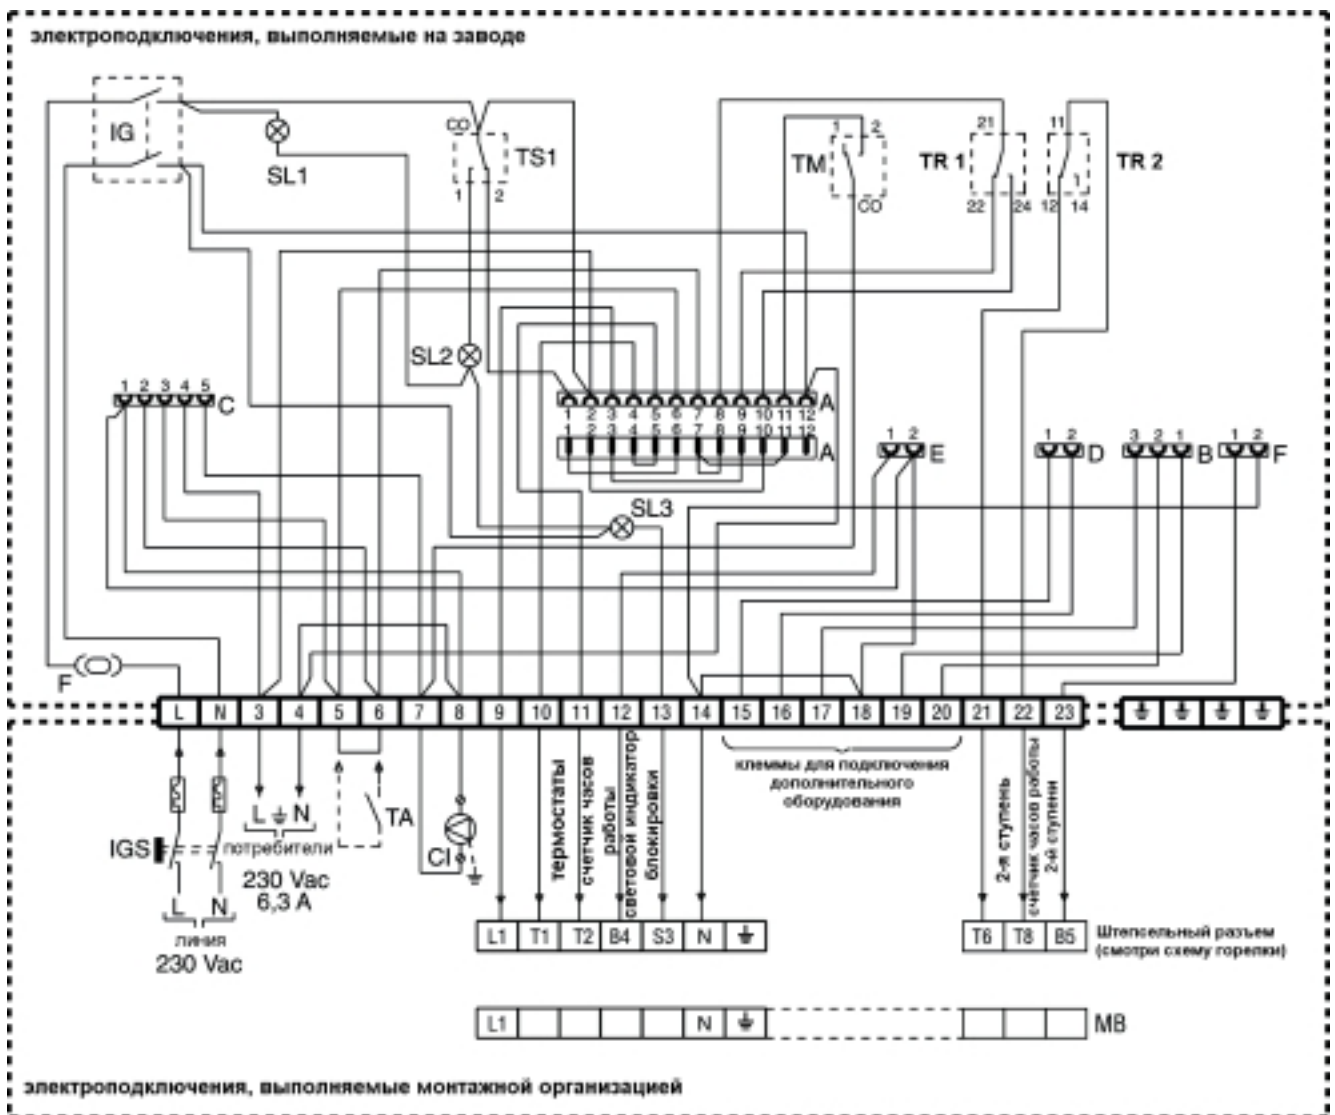 электроподключения, выполняемые на заводе
IG
SL1
CO
TS1
1 2
1 2
TM
CO
21
TR 1
22 24
11
TR 2
12 14
SL2
1 2 3 4 5
C
A
1 2 3 4 5 6 7 8 9 10 11 12
1 2 3 4 5 6 7 8 9 10 11 12
A
1 2
E
1 2
D
3 2 1
B
1 2
F
SL3
F
L N 3 4 5 6 7 8 9 10 11 12 13 14 15 16 17 18 19 20 21 22 23
клеммы для подключения
дополнительного
оборудования
L N
потребители
230 Vac
6,3 A
TA
CI
IGS
L N
линия
230 Vac
термостаты
счетчик часов
работы
световой индикатор
блокировки
2-я ступень
счетчик часов работы
2-й ступени
L1 T1 T2 B4 S3 N
T6 T8 B5
Штепсельный разъем
(смотри схему горелки)
L1 N
MB
электроподключения, выполняемые монтажной организацией